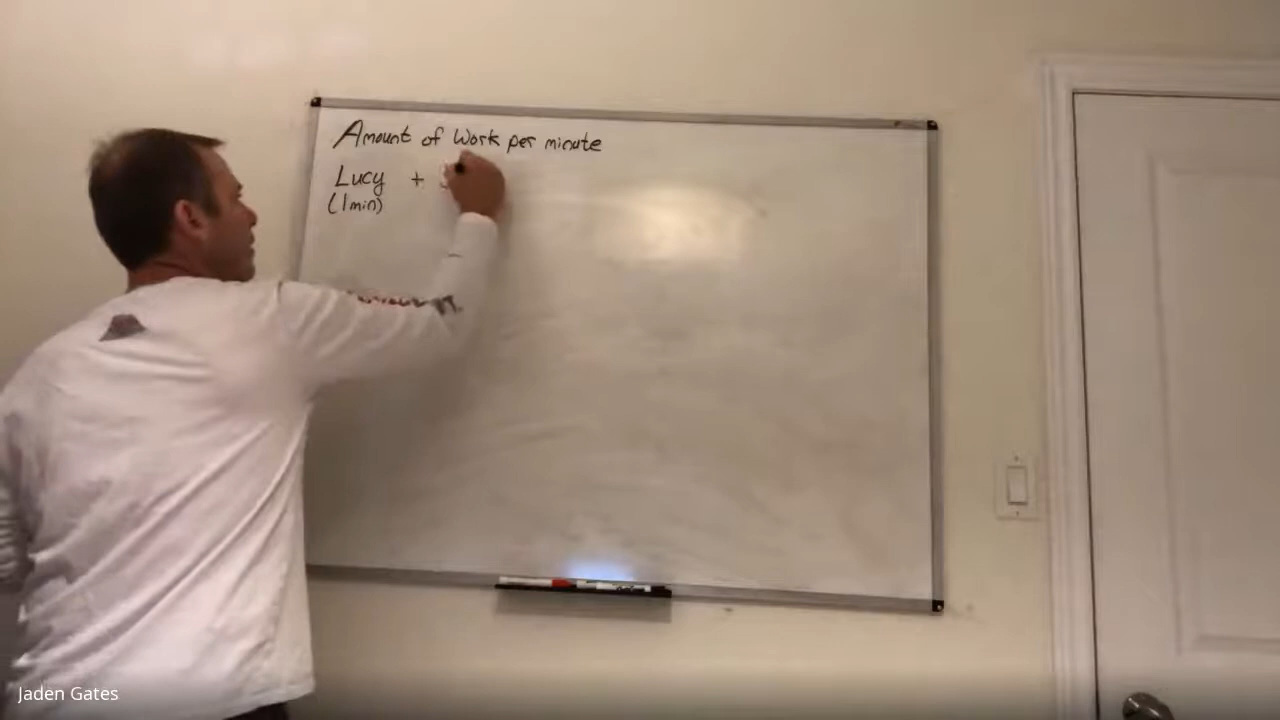 Amount of Work per minute
Lucy +
(1min)
Jaden Gates